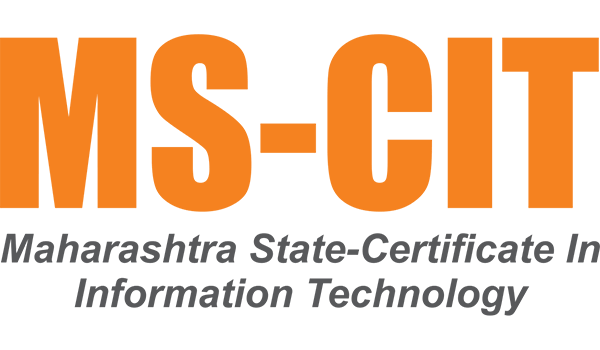 MS-CIT
Maharashtra State-Certificate In
Information Technology